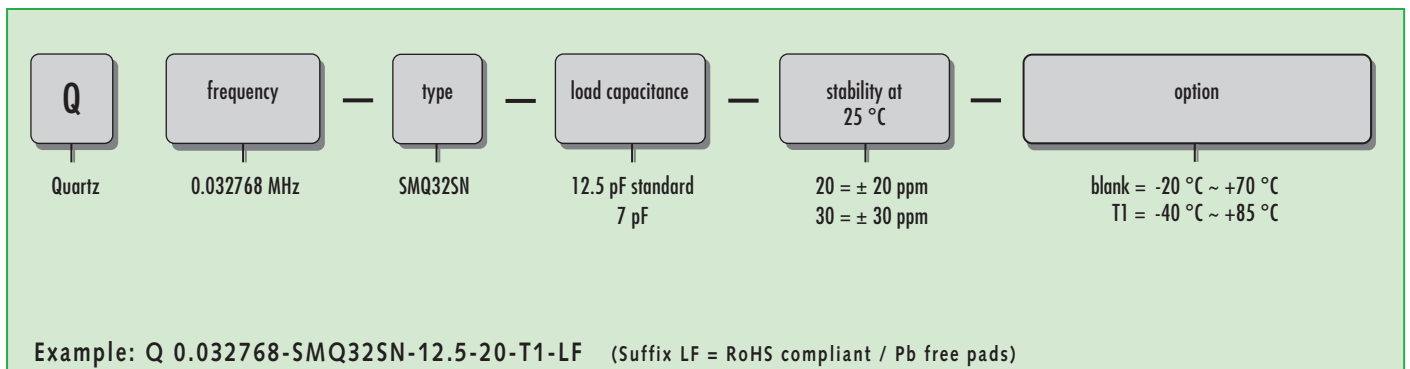 Q
frequency
—
type
—
load capacitance
—
stability at
25 °C
—
option
Quartz
0.032768 MHz
SMQ32SN
12.5 pF standard
7 pF
20 = ± 20 ppm
30 = ± 30 ppm
blank = -20 °C ~ +70 °C
T1 = -40 °C ~ +85 °C
Example: Q 0.032768-SMQ32SN-12.5-20-T1-LF (Suffix LF = RoHS compliant / Pb free pads)